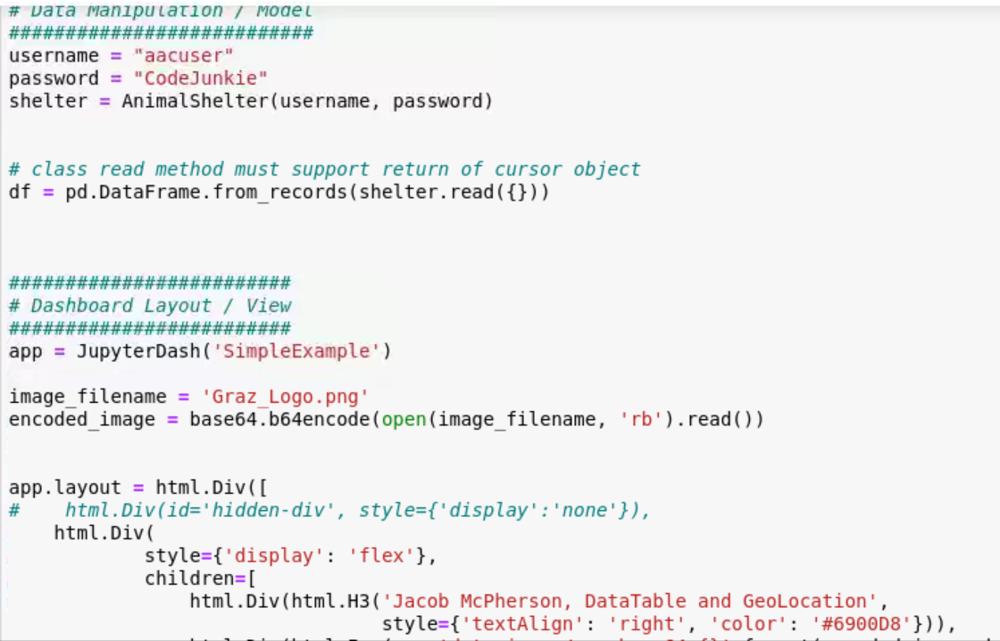 # Data Manipulation / Model
###########################
username = "aacuser"
password = "CodeJunkie"
shelter = AnimalShelter(username, password)
# class read method must support return of cursor object
df = pd.DataFrame.from_records(shelter.read({}))
#########################
# Dashboard Layout / View
#########################
app = JupyterDash('SimpleExample')
image_filename = 'Graz_Logo.png'
encoded_image = base64.b64encode(open(image_filename, 'rb').read())
app.layout = html.Div([
#    html.Div(id='hidden-div', style={'display':'none'}),
    html.Div(
            style={'display': 'flex'},
            children=[
                html.Div(html.H3('Jacob McPherson, DataTable and GeoLocation',
                                 style={'textAlign': 'right', 'color': '#6900D8'})),